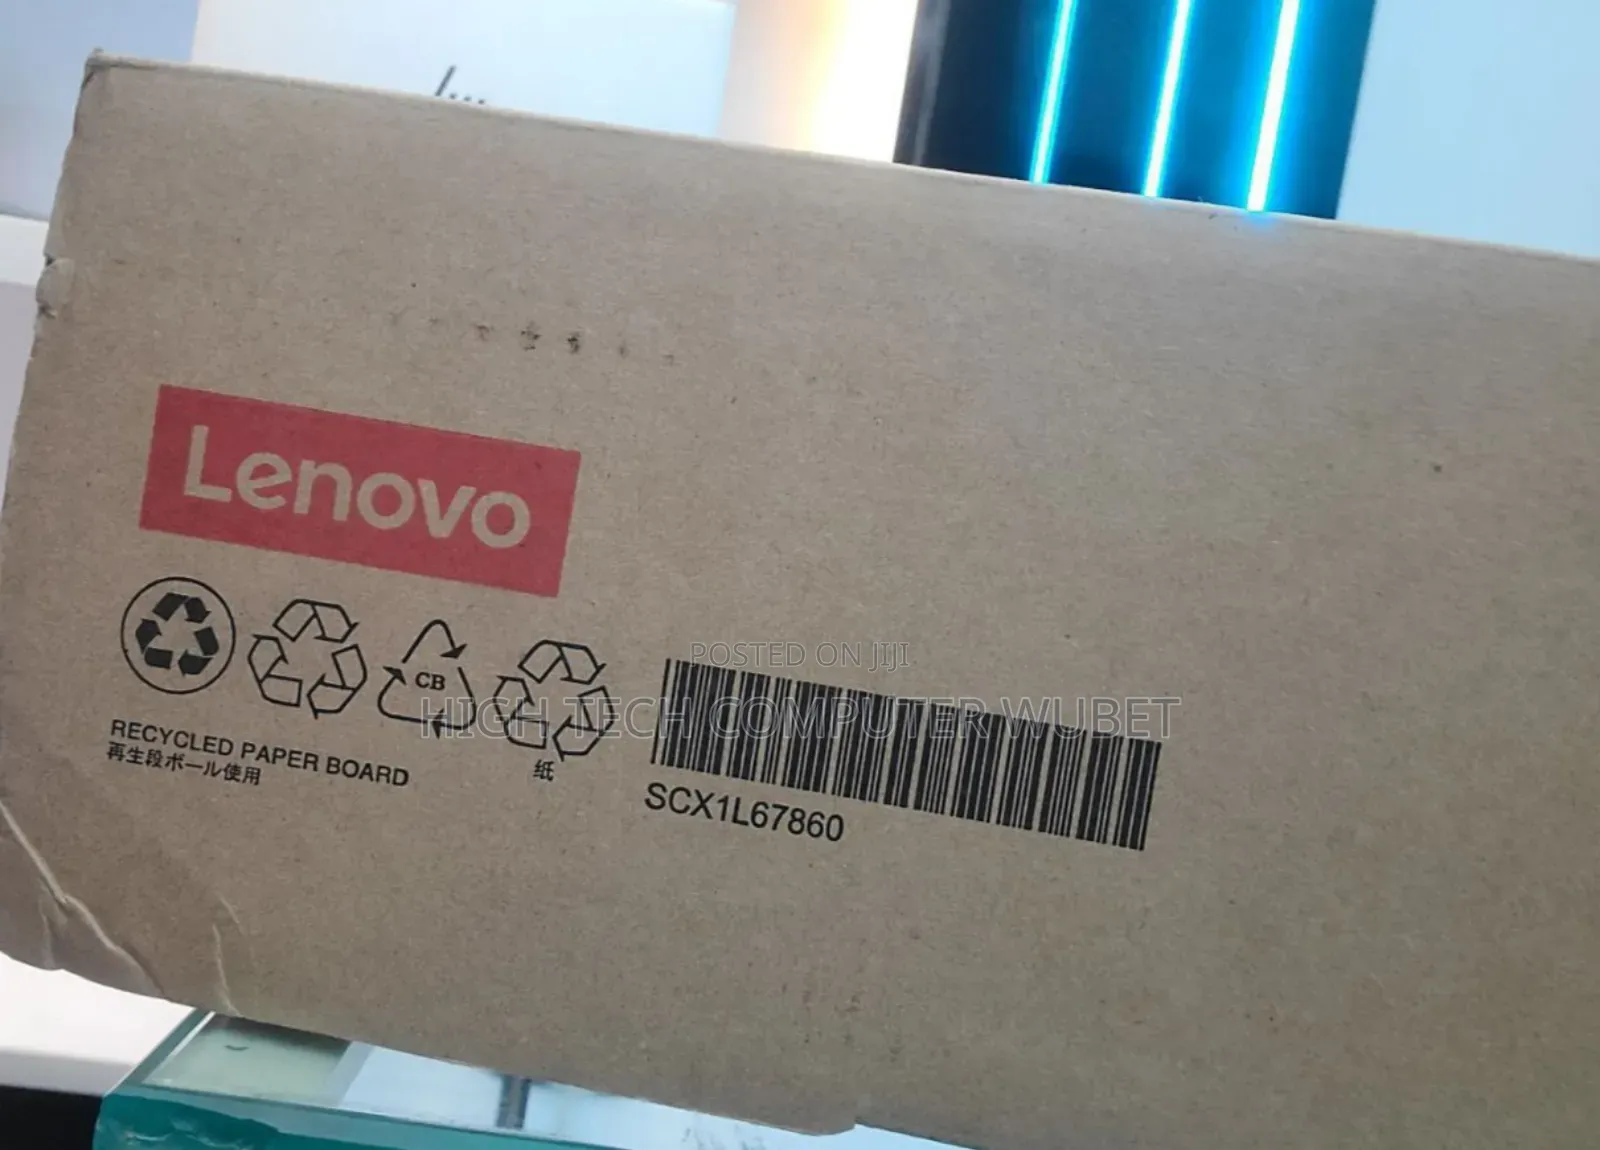 Lenovo
CB
RECYCLED PAPER BOARD
再生段ボール使用
纸
POSTED ON JIJI
HIGH TECH COMPUTER WUBET
SCX1L67860